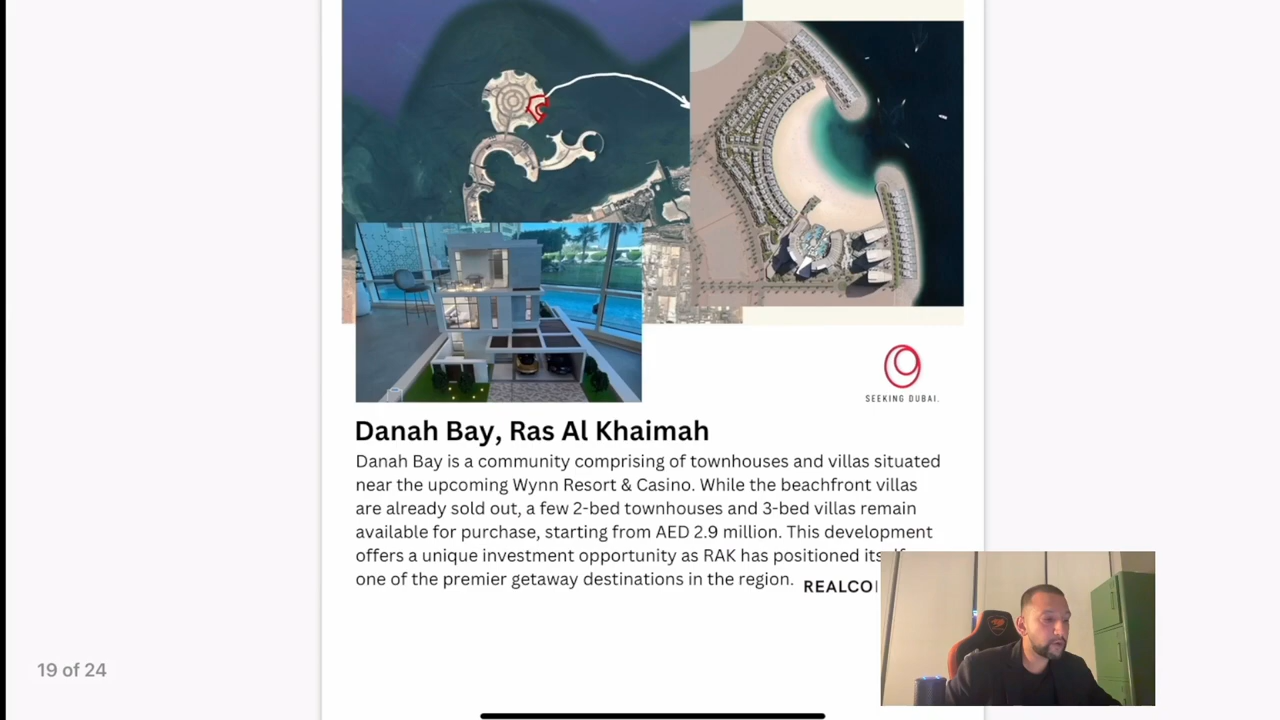 SEEKING DUBAI.
Danah Bay, Ras Al Khaimah
Danah Bay is a community comprising of townhouses and villas situated
near the upcoming Wynn Resort & Casino. While the beachfront villas
are already sold out, a few 2-bed townhouses and 3-bed villas remain
available for purchase, starting from AED 2.9 million. This development
offers a unique investment opportunity as RAK has positioned
one of the premier getaway destinations in the region.
19 of 24